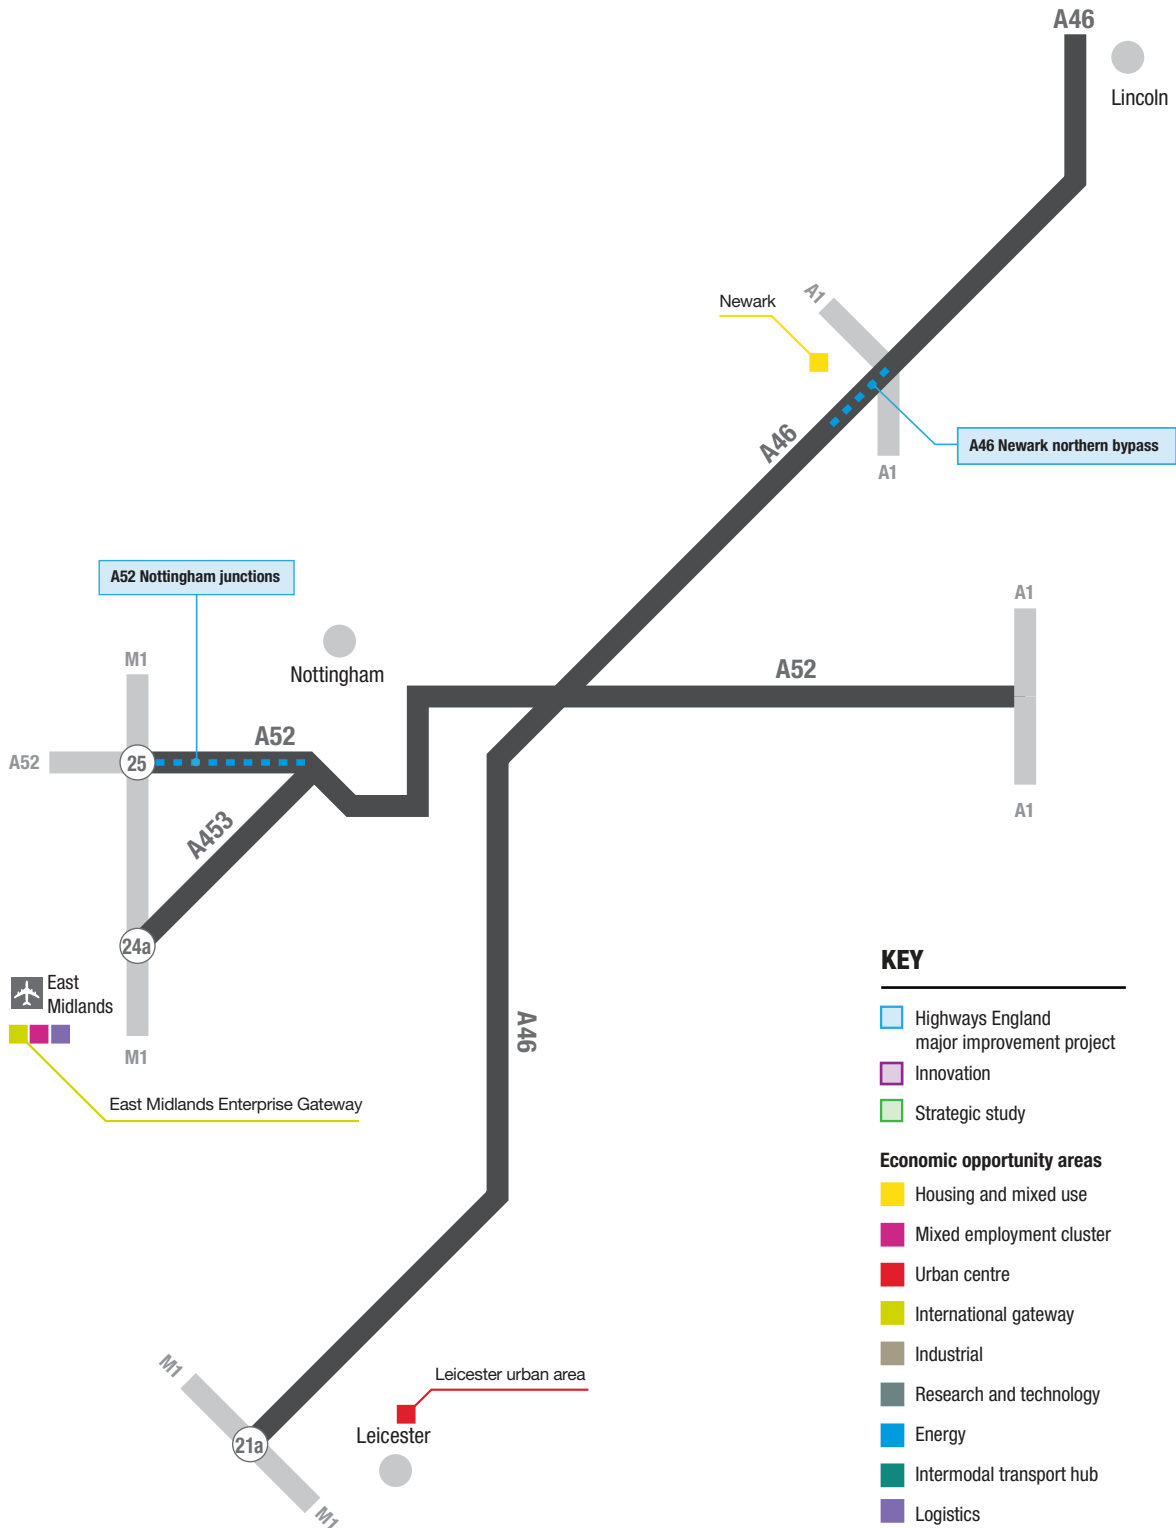 A46
Lincoln
A1
Newark
A46
A46 Newark northern bypass
A1
A52 Nottingham junctions
A1
M1
Nottingham
A52
A52
A52
25
A1
A453
24a
East
Midlands
M1
A46
East Midlands Enterprise Gateway
M1
Leicester urban area
Leicester
21a
M1
KEY
Highways England
major improvement project
Innovation
Strategic study
Economic opportunity areas
Housing and mixed use
Mixed employment cluster
Urban centre
International gateway
Industrial
Research and technology
Energy
Intermodal transport hub
Logistics